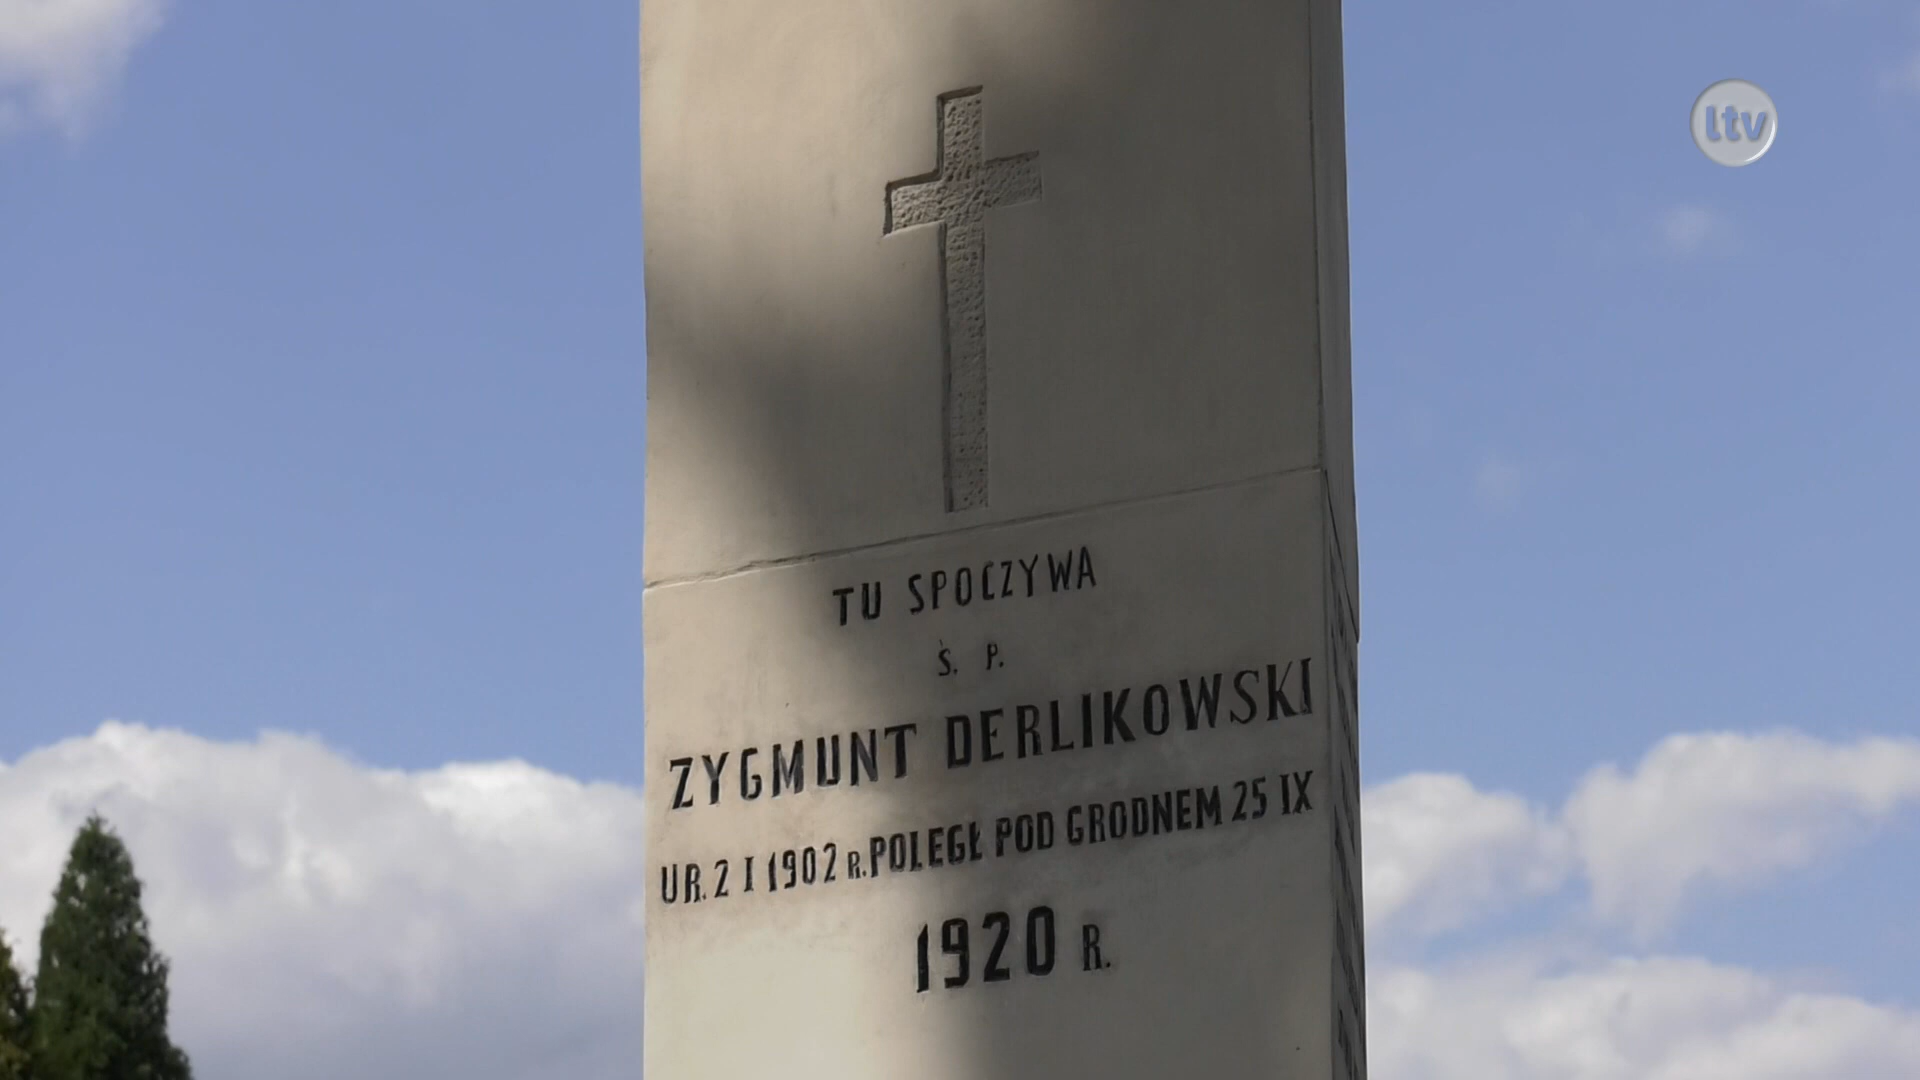 ltv
TU SPOCZYWA
Ś. P.
ZYGMUNT DERLIKOWSKI
UR. 2 I 1902 R. POLEGŁ POD GRODNEM 25 IX
1920 R.